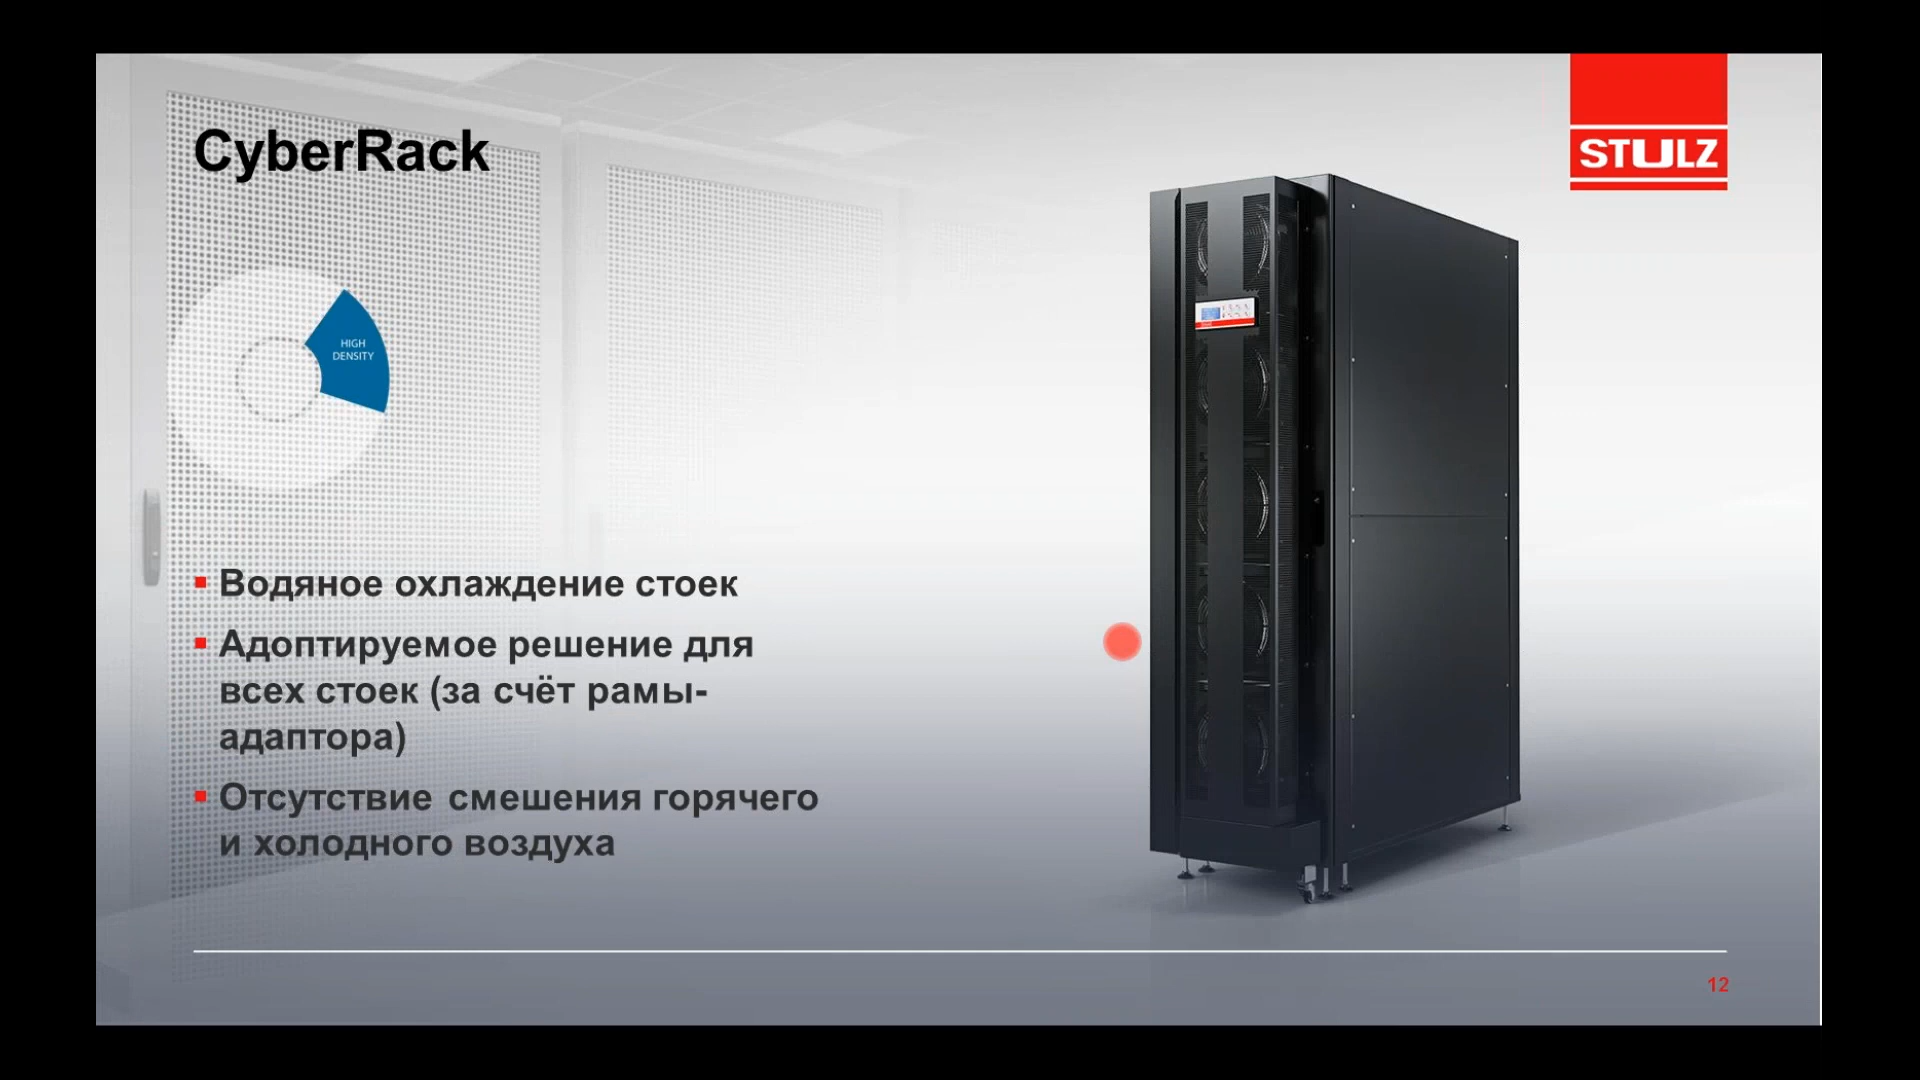 CyberRack
STULZ
HIGH
DENSITY
Водяное охлаждение стоек
Адоптируемое решение для
всех стоек (за счёт рамы-
адаптора)
Отсутствие смешения горячего
и холодного воздуха
12